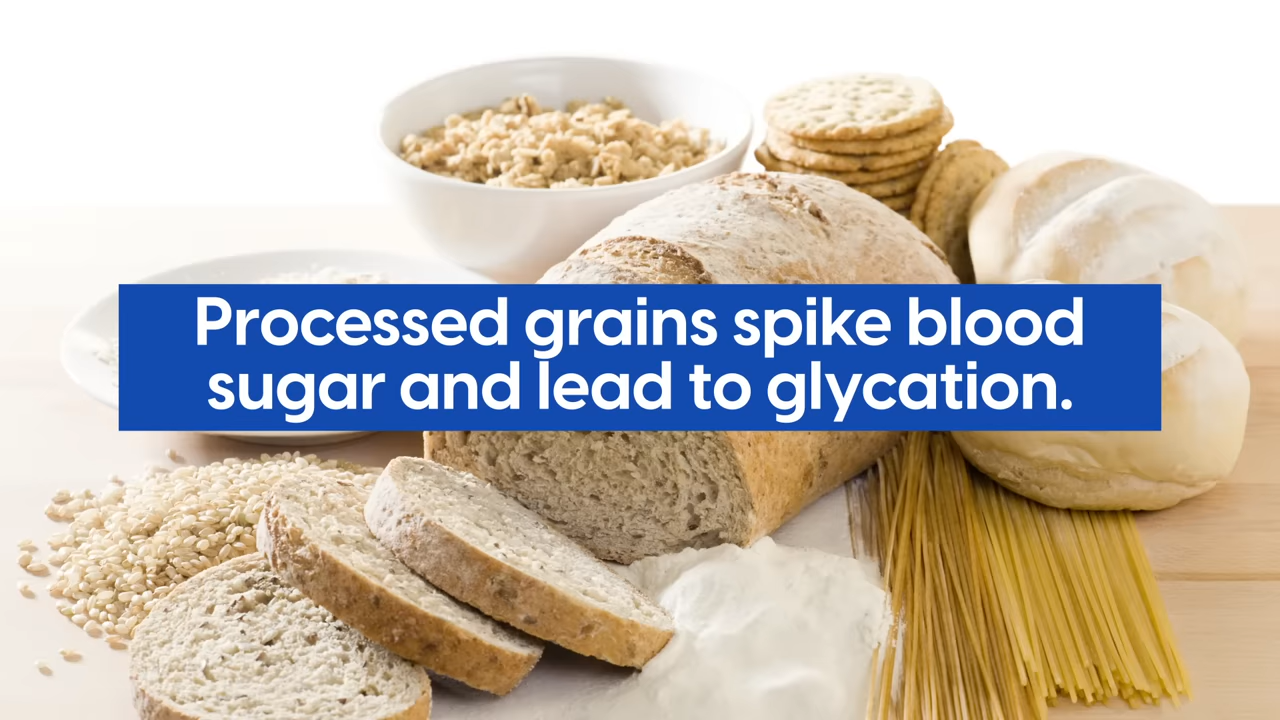 Processed grains spike blood
sugar and lead to glycation.